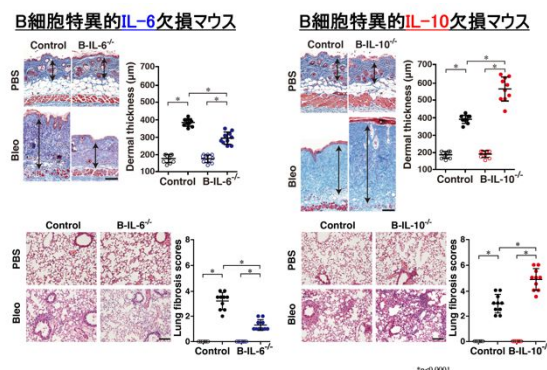 B細胞特異的IL-6欠損マウス
Control B-IL-6-/-
PBS
Bleo
Dermal thickness (µm)
600
500
400
300
200
100
0
*
*
*
Control B-IL-6-/-
PBS
Bleo
Control B-IL-6-/-
Lung fibrosis scores
6
4
2
0
*
*
*
Control B-IL-6-/-
B細胞特異的IL-10欠損マウス
Control B-IL-10-/-
PBS
Bleo
Dermal thickness (µm)
700
600
500
400
300
200
100
0
*
*
*
Control B-IL-10-/-
Control B-IL-10-/-
PBS
Bleo
Lung fibrosis scores
8
6
4
2
0
*
*
*
Control B-IL-10-/-